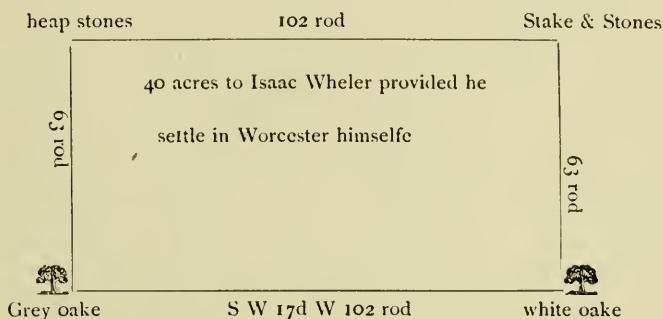 heap stones 102 rod Stake & Stones
40 acres to Isaac Wheler provided he
settle in Worcester himselfe
63 rod
63 rod
Grey oake S W 17d W 102 rod white oake